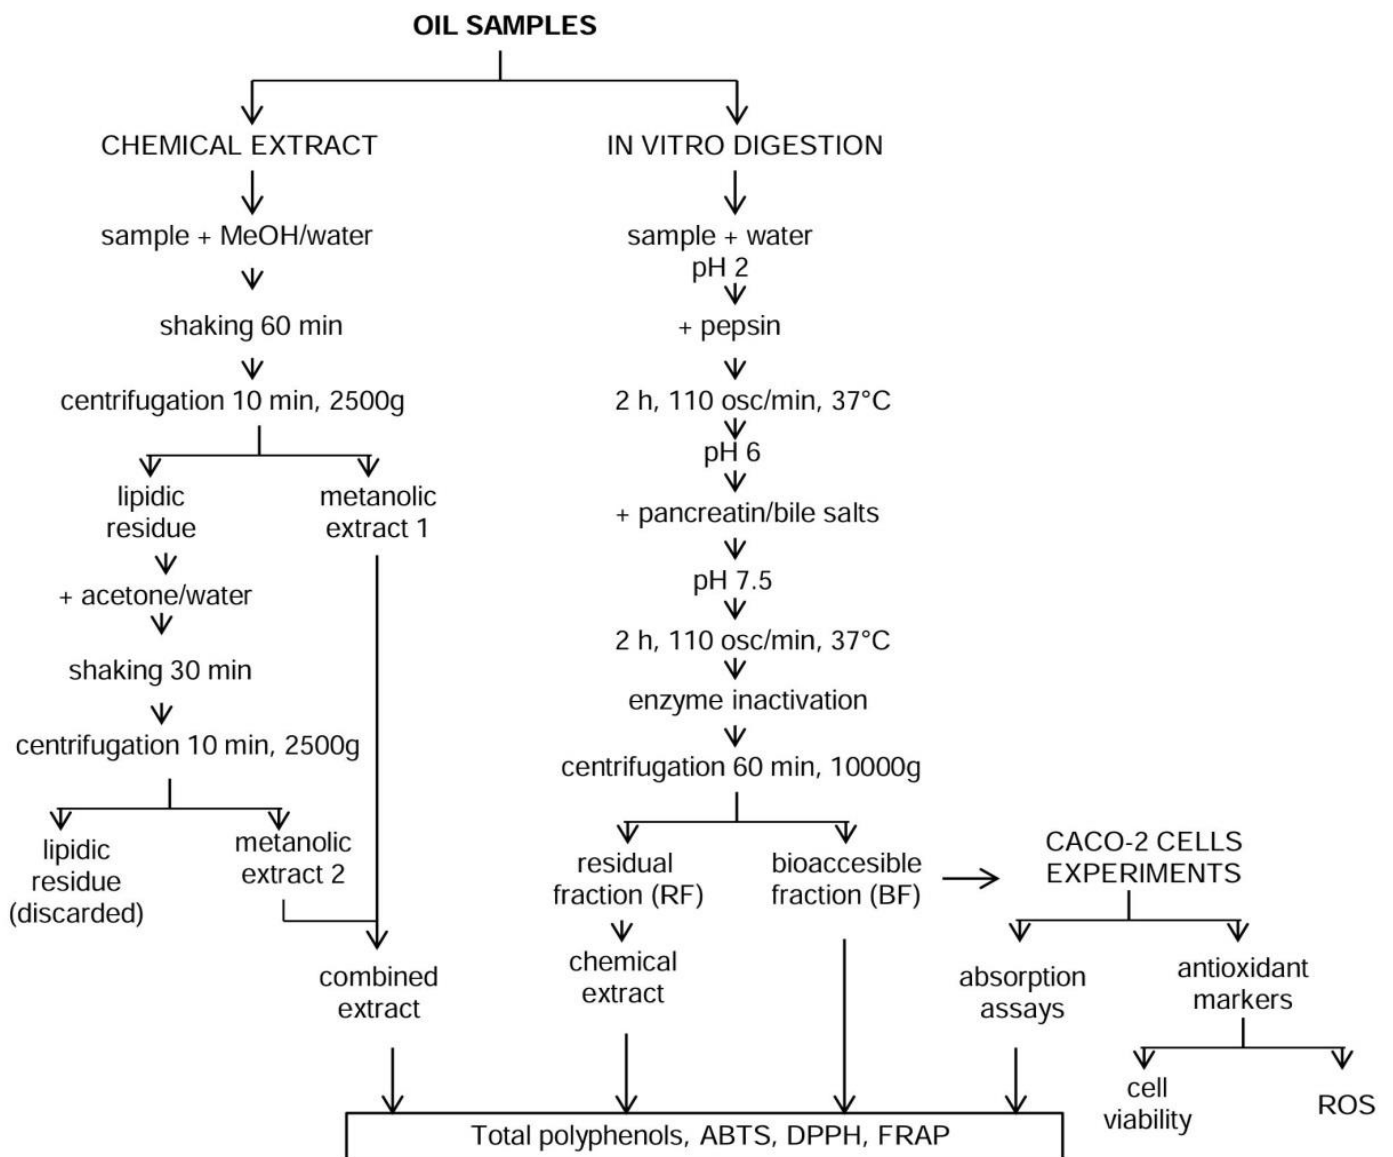 OIL SAMPLES
CHEMICAL EXTRACT
sample + MeOH/water
shaking 60 min
centrifugation 10 min, 2500g
lipidic
residue
metanolic
extract 1
+ acetone/water
shaking 30 min
centrifugation 10 min, 2500g
lipidic
residue
(discarded)
metanolic
extract 2
combined
extract
IN VITRO DIGESTION
sample + water
pH 2
+ pepsin
2 h, 110 osc/min, 37°C
pH 6
+ pancreatin/bile salts
pH 7.5
2 h, 110 osc/min, 37°C
enzyme inactivation
centrifugation 60 min, 10000g
residual
fraction (RF)
chemical
extract
bioaccesible
fraction (BF)
CACO-2 CELLS
EXPERIMENTS
absorption
assays
antioxidant
markers
cell
viability
ROS
Total polyphenols, ABTS, DPPH, FRAP